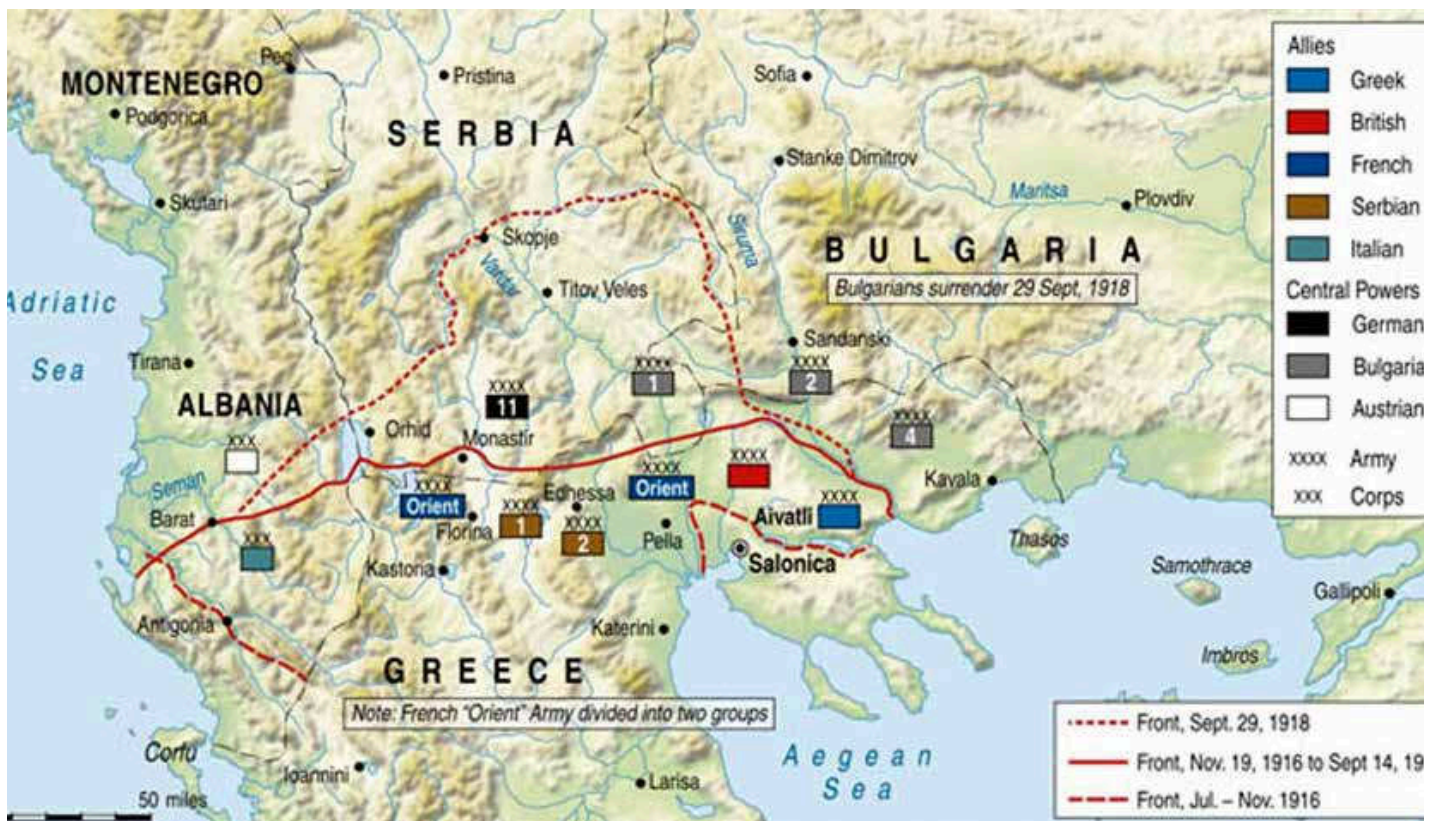 Peć
MONTENEGRO
Podgorica
Pristina
Sofia
SERBIA
Stanke Dimitrov
Skutari
Maritsa
Plovdiv
Struma
Skopje
Vardar
BULGARIA
Bulgarians surrender 29 Sept, 1918
Titov Veles
Adriatic
Sea
Tirana
Sandanski
ALBANIA
XXXX
11
XXXX
1
XXXX
2
XXXX
4
Orhid
Monastir
XXX
Seman
Barat
XXXX
Orient
Florina
XXXX
1
Edhessa
XXXX
2
XXXX
Orient
XXXX
Aivatli
XXXX
Kavala
Pella
Salonica
Thasos
XXX
Kastoria
Samothrace
Gallipoli
Antigonia
Katerini
Imbros
GREECE
Note: French "Orient" Army divided into two groups
Corfu
Ioannini
Larisa
Aegean
Sea
50 miles
Allies
Greek
British
French
Serbian
Italian
Central Powers
German
Bulgaria
Austrian
XXXX Army
XXX Corps
Front, Sept. 29, 1918
Front, Nov. 19, 1916 to Sept 14, 19
Front, Jul. – Nov. 1916